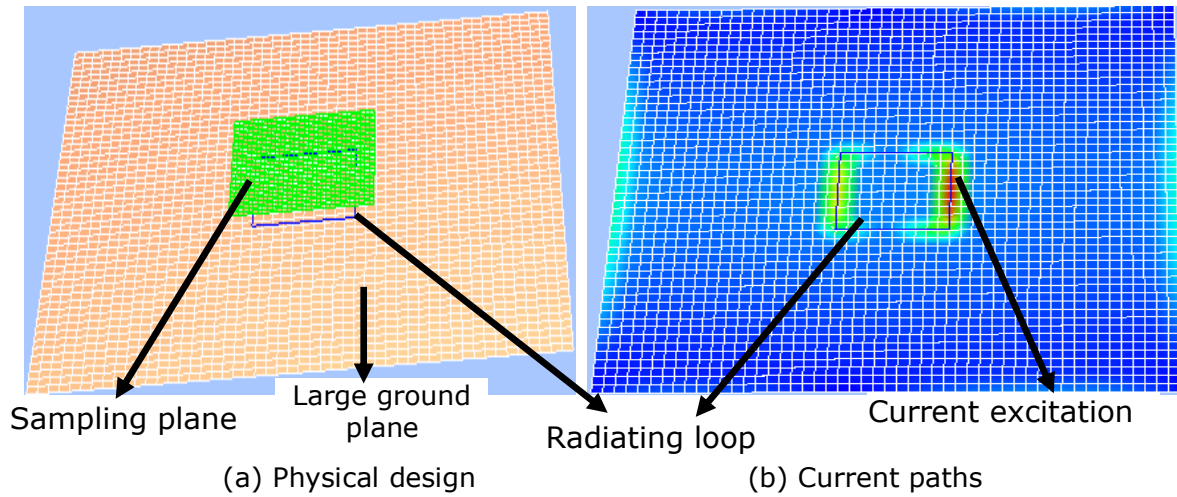 Sampling plane
Large ground
plane
Radiating loop
Current excitation
(a) Physical design
(b) Current paths